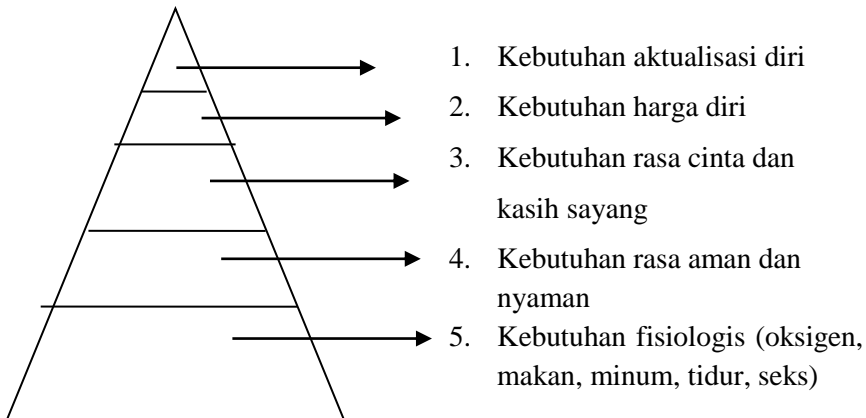 1. Kebutuhan aktualisasi diri
2. Kebutuhan harga diri
3. Kebutuhan rasa cinta dan
kasih sayang
4. Kebutuhan rasa aman dan
nyaman
5. Kebutuhan fisiologis (oksigen,
makan, minum, tidur, seks)